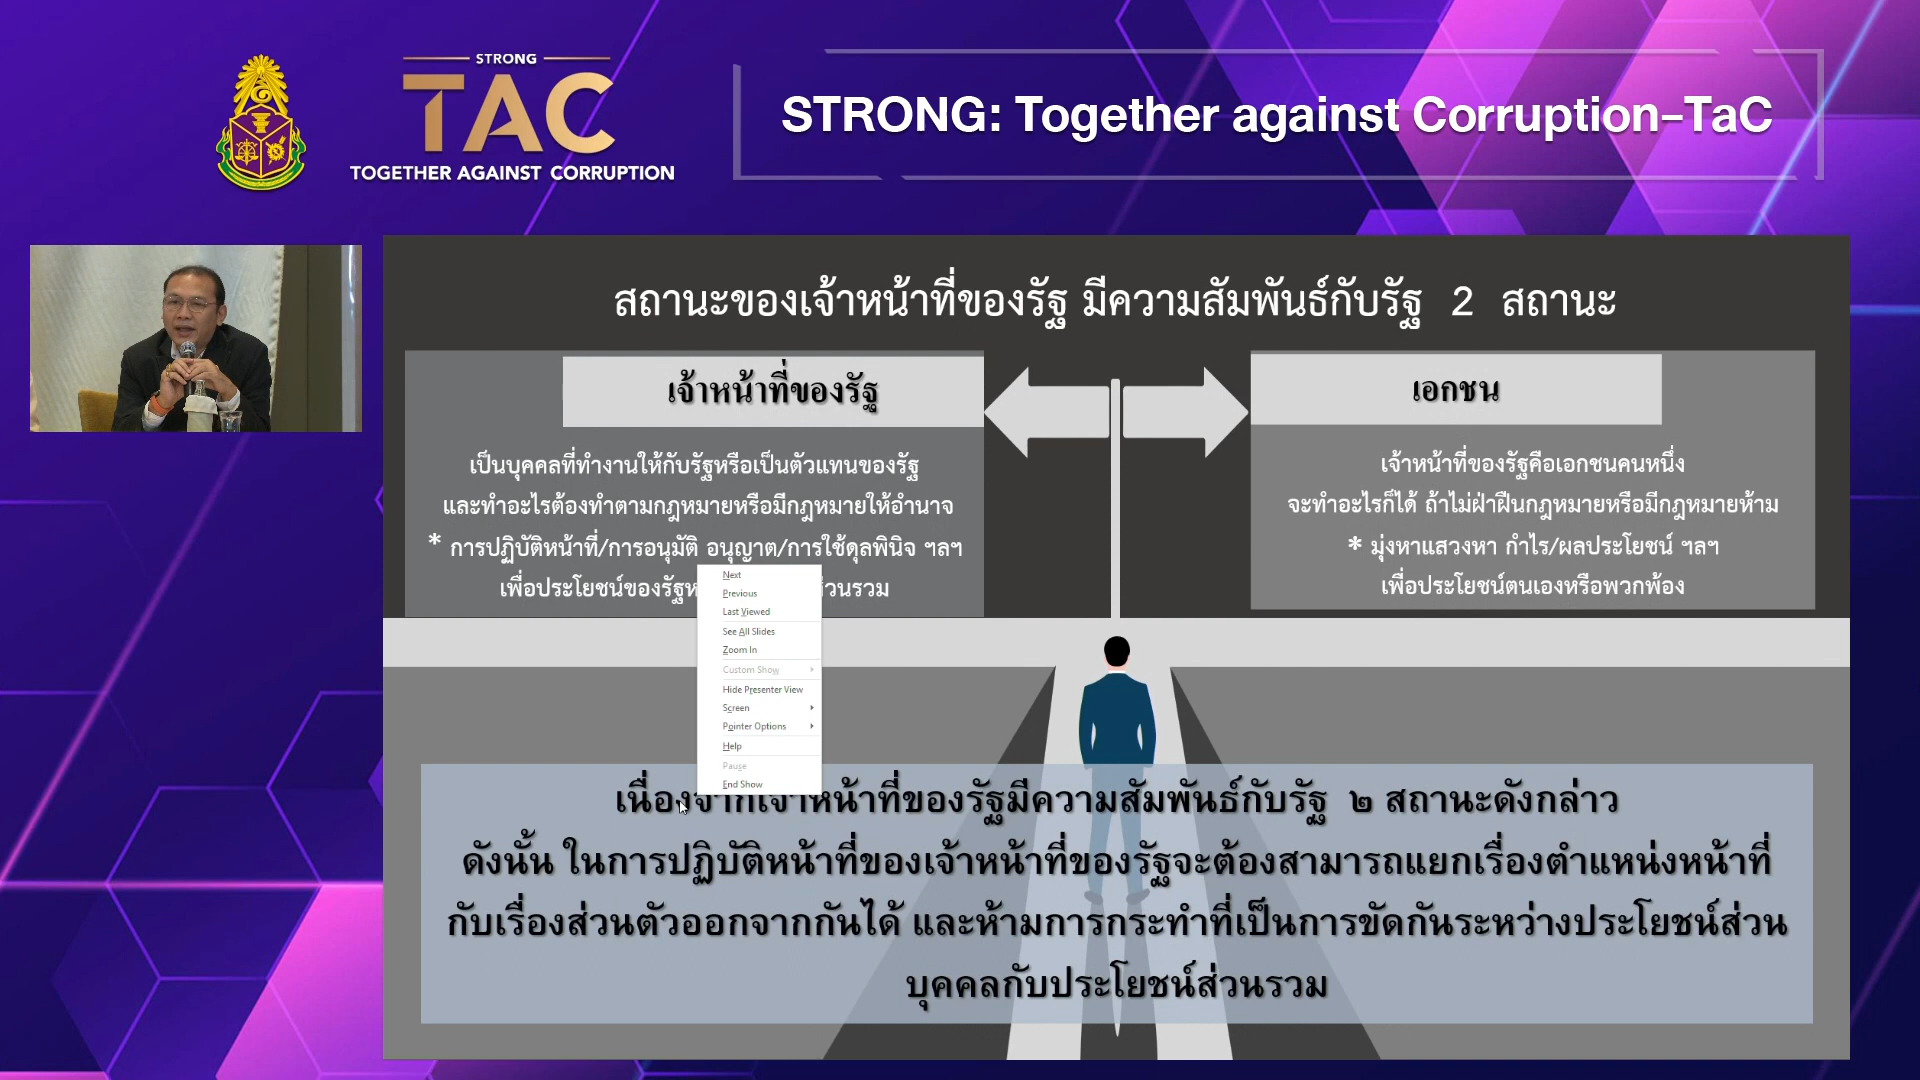 STRONG
TAC
TOGETHER AGAINST CORRUPTION
STRONG: Together against Corruption-TaC
สถานะของเจ้าหน้าที่ของรัฐ มีความสัมพันธ์กับรัฐ 2 สถานะ
เจ้าหน้าที่ของรัฐ
เป็นบุคคลที่ทำงานให้กับรัฐหรือเป็นตัวแทนของรัฐ
และทำอะไรต้องทำตามกฎหมายหรือมีกฎหมายให้อำนาจ
* การปฏิบัติหน้าที่/การอนุมัติ อนุญาต/การใช้ดุลพินิจ ฯลฯ
เพื่อประโยชน์ของรัฐ ส่วนรวม
เอกชน
เจ้าหน้าที่ของรัฐคือเอกชนคนหนึ่ง
จะทำอะไรก็ได้ ถ้าไม่ฝ่าฝืนกฎหมายหรือมีกฎหมายห้าม
* มุ่งหาแสวงหา กำไร/ผลประโยชน์ ฯลฯ
เพื่อประโยชน์ตนเองหรือพวกพ้อง
Next
Previous
Last Viewed
See All Slides
Zoom In
Custom Show
Hide Presenter View
Screen
Pointer Options
Help
Pause
End Show
เนื่องจากเจ้าหน้าที่ของรัฐมีความสัมพันธ์กับรัฐ ๒ สถานะดังกล่าว
ดังนั้น ในการปฏิบัติหน้าที่ของเจ้าหน้าที่ของรัฐจะต้องสามารถแยกเรื่องตำแหน่งหน้าที่
กับเรื่องส่วนตัวออกจากกันได้ และห้ามการกระทำที่เป็นการขัดกันระหว่างประโยชน์ส่วน
บุคคลกับประโยชน์ส่วนรวม